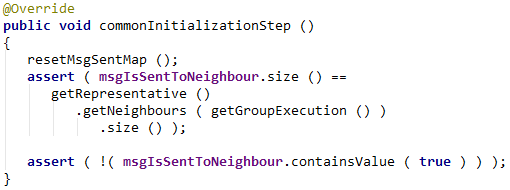 @Override
public void commonInitializationStep ()
{
resetMsgSentMap ();
assert ( msgIsSentToNeighbour.size () ==
getRepresentative ()
.getNeighbours ( getGroupExecution () )
.size () );
assert ( !( msgIsSentToNeighbour.containsValue ( true ) ) );
}